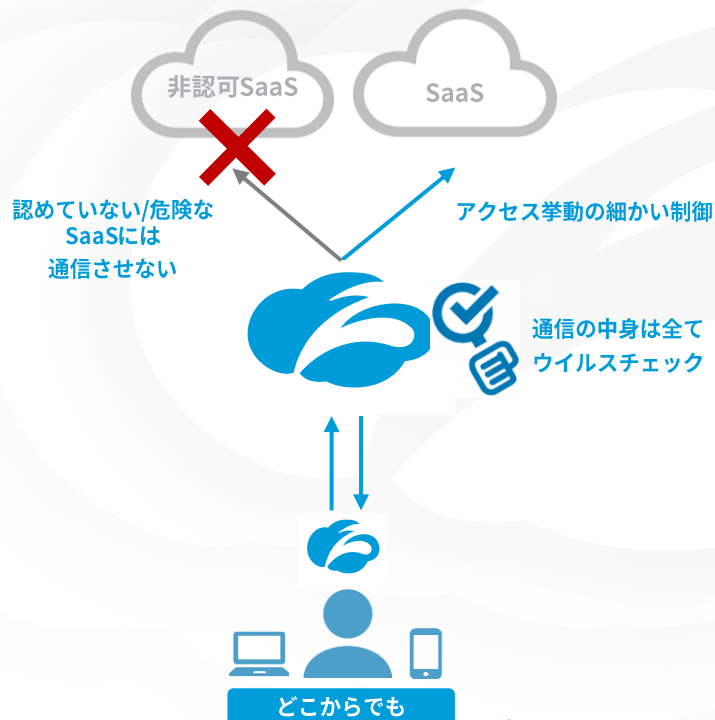 非認可SaaS
SaaS
認めていない/危険な
SaaSには
通信させない
アクセス挙動の細かい制御
通信の中身は全て
ウイルスチェック
どこからでも